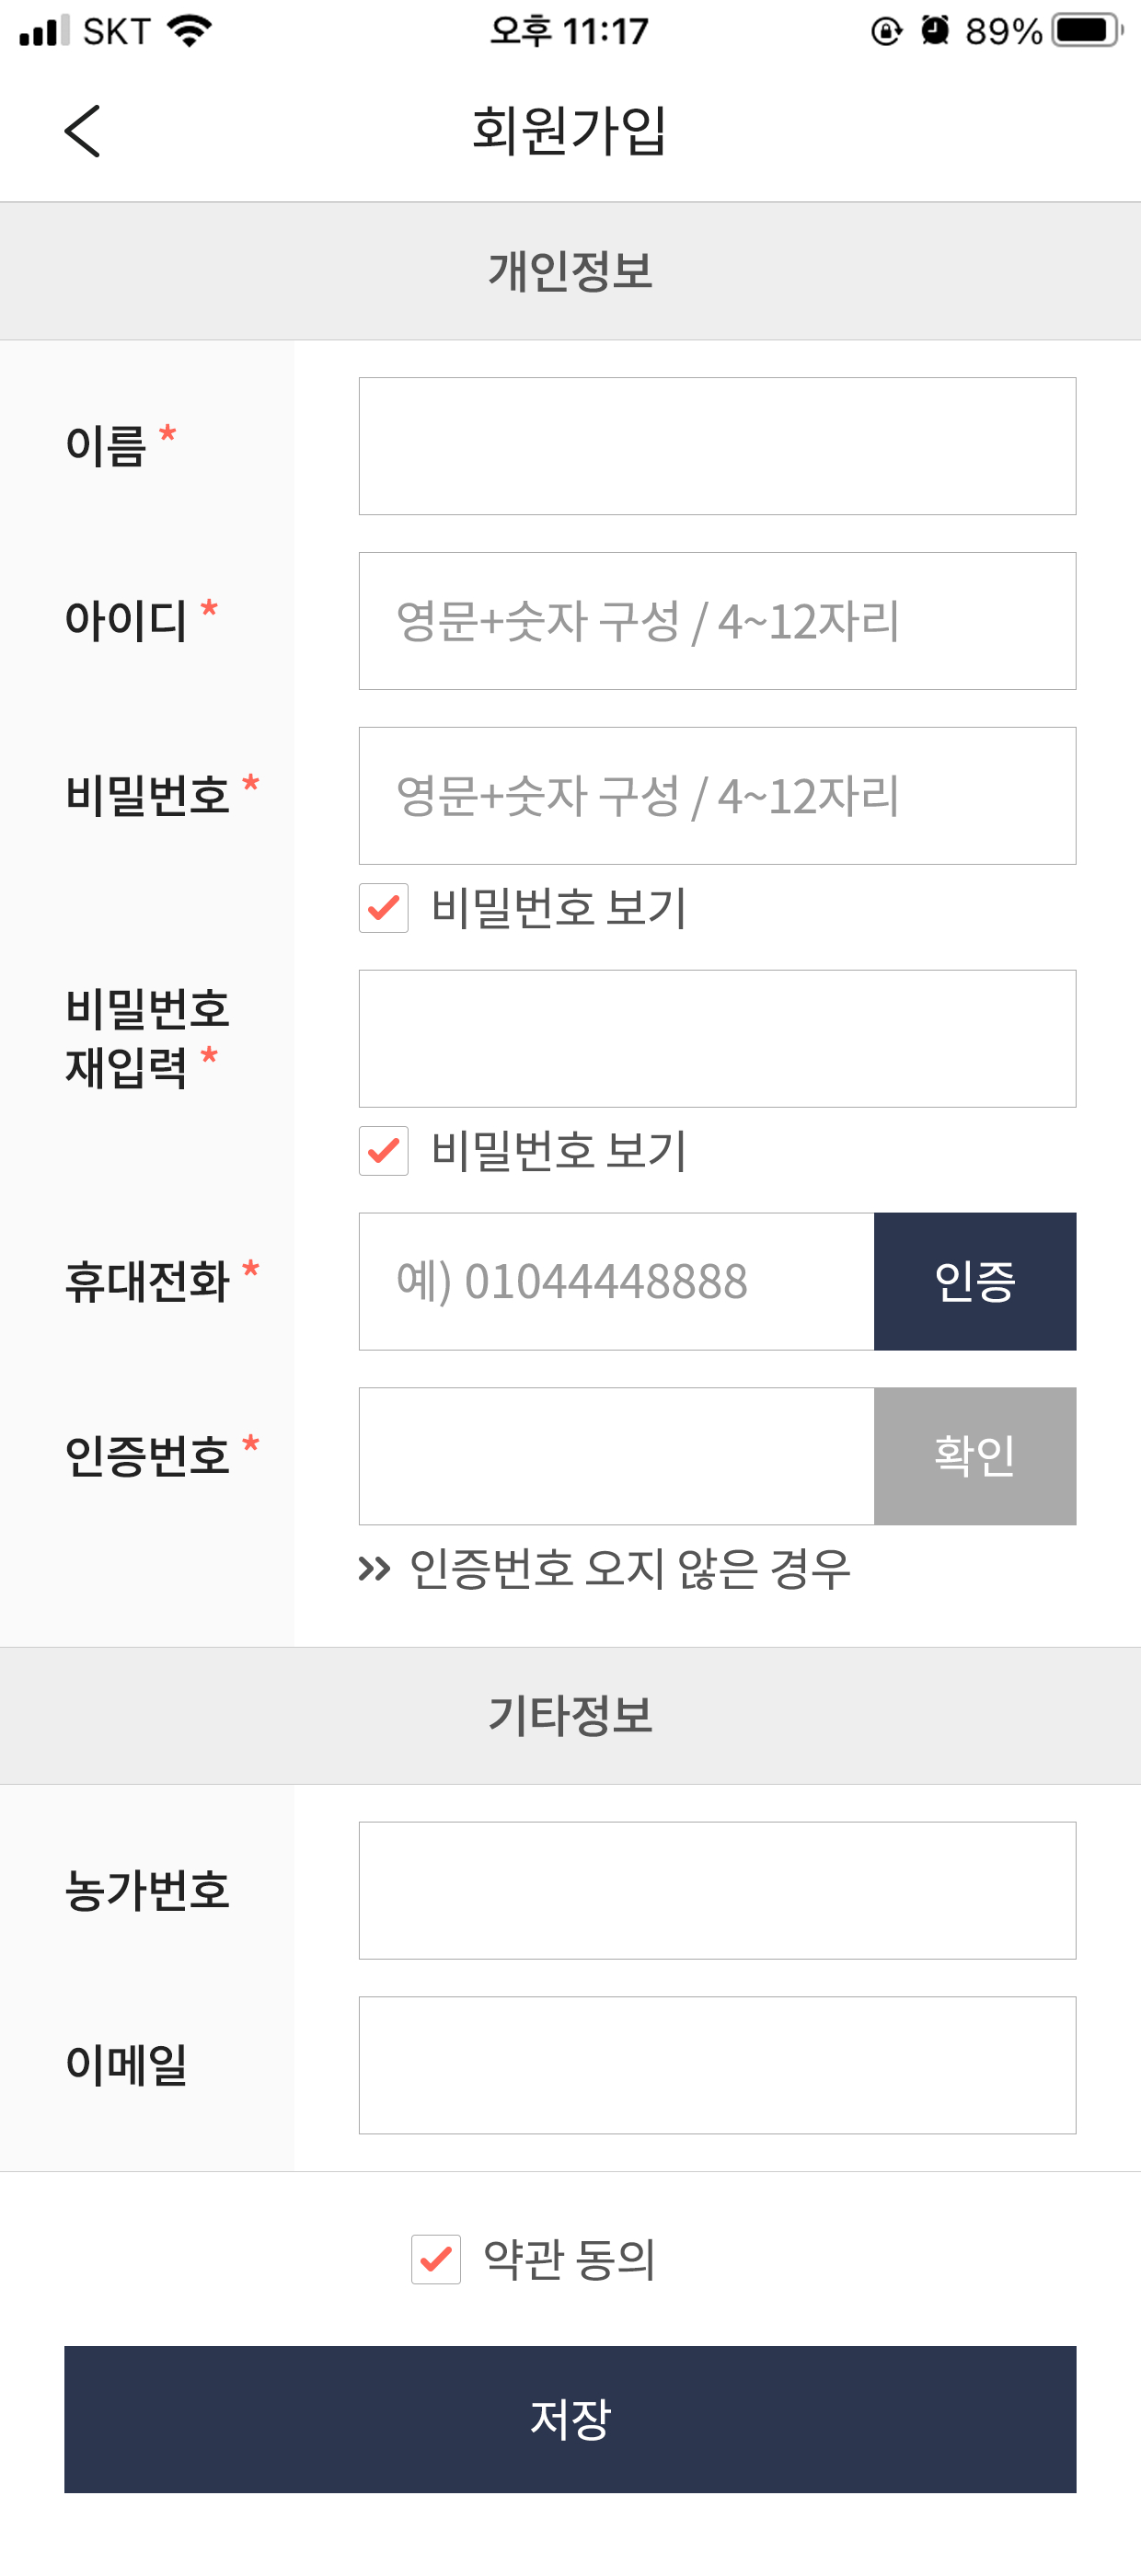 SKT 오후 11:17 89%
회원가입
개인정보
이름 *
아이디 * 영문+숫자 구성 / 4~12자리
비밀번호 * 영문+숫자 구성 / 4~12자리
비밀번호 보기
비밀번호
재입력 *
비밀번호 보기
휴대전화 * 예) 01044448888 인증
인증번호 * 확인
» 인증번호 오지 않은 경우
기타정보
농가번호
이메일
약관 동의
저장